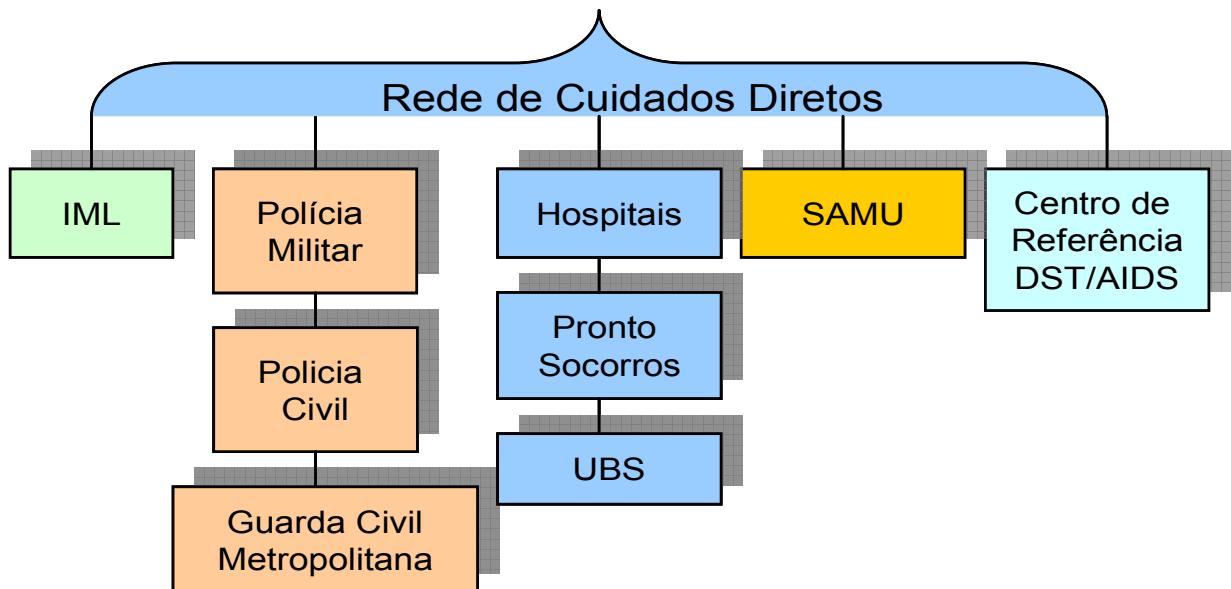 Rede de Cuidados Diretos
IML
Polícia
Militar
Hospitais
SAMU
Centro de
Referência
DST/AIDS
Policia
Civil
Pronto
Socorros
Guarda Civil
Metropolitana
UBS